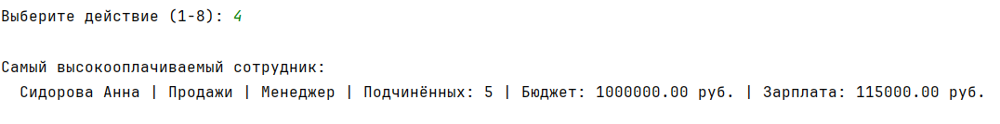 Выберите действие (1-8): 4
Самый высокооплачиваемый сотрудник:
Сидорова Анна | Продажи | Менеджер | Подчинённых: 5 | Бюджет: 1000000.00 руб. | Зарплата: 115000.00 руб.